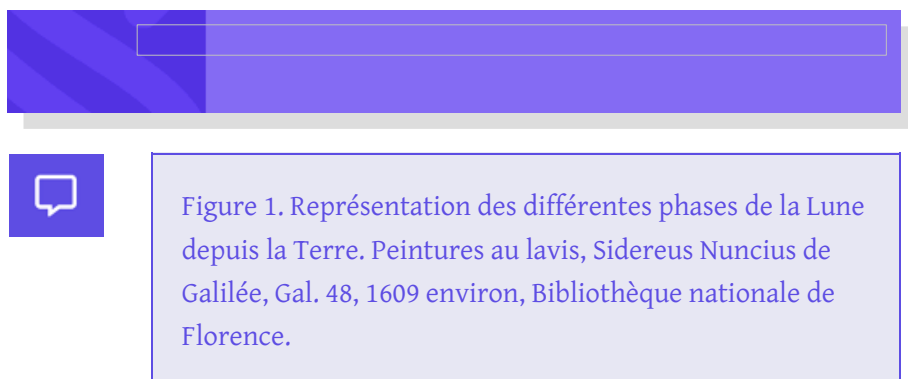 Figure 1. Représentation des différentes phases de la Lune
depuis la Terre. Peintures au lavis, Sidereus Nuncius de
Galilée, Gal. 48, 1609 environ, Bibliothèque nationale de
Florence.